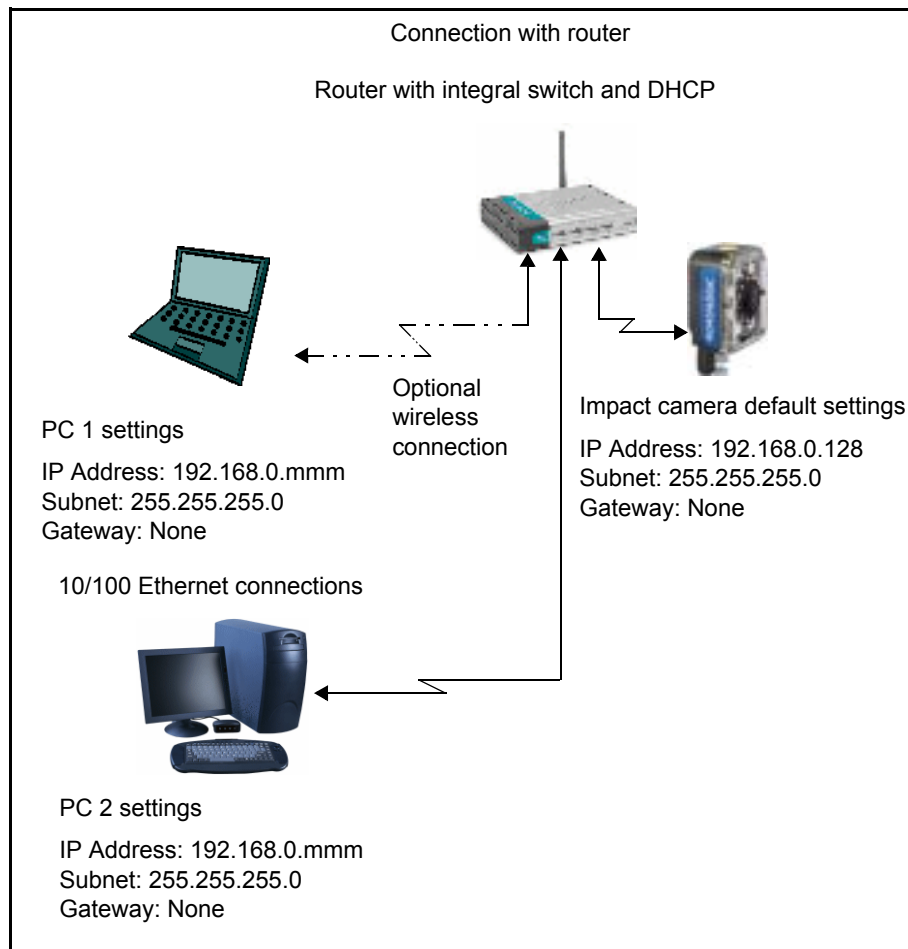 Connection with router
Router with integral switch and DHCP
Optional
wireless
connection
Impact camera default settings
IP Address: 192.168.0.128
Subnet: 255.255.255.0
Gateway: None
PC 1 settings
IP Address: 192.168.0.mmm
Subnet: 255.255.255.0
Gateway: None
10/100 Ethernet connections
PC 2 settings
IP Address: 192.168.0.mmm
Subnet: 255.255.255.0
Gateway: None